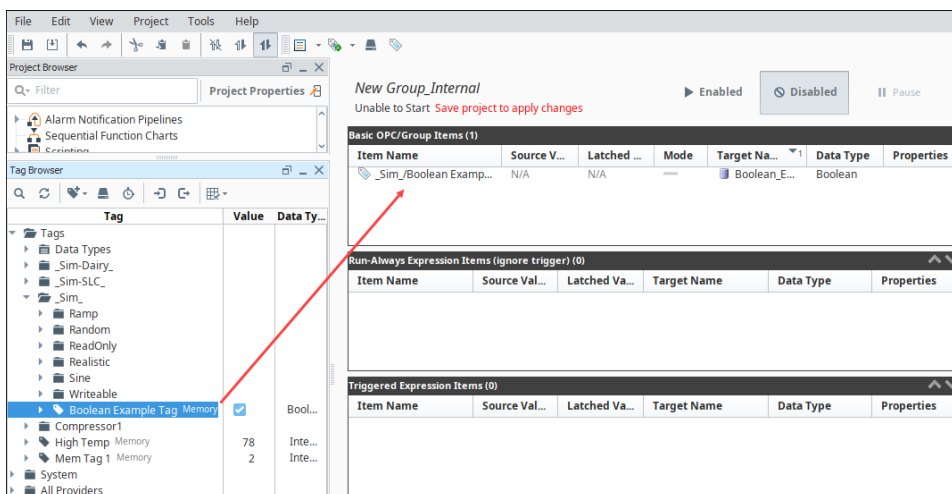 File Edit View Project Tools Help
Project Browser
Filter
Project Properties
Alarm Notification Pipelines
Sequential Function Charts
Tag Browser
Tag Value Data Ty...
Tags
Data Types
_Sim-Dairy_
_Sim-SLC_
_Sim_
Ramp
Random
ReadOnly
Realistic
Sine
Writeable
Boolean Example Tag Memory Bool...
Compressor1
High Temp Memory 78 Inte...
Mem Tag 1 Memory 2 Inte...
System
All Providers
New Group_Internal
Unable to Start Save project to apply changes
Enabled Disabled Pause
Basic OPC/Group Items (1)
Item Name Source V... Latched ... Mode Target Na... 1 Data Type Properties
_Sim_/Boolean Examp... N/A N/A Boolean_E... Boolean
Run-Always Expression Items (ignore trigger) (0)
Item Name Source Val... Latched Va... Target Name Data Type Properties
Triggered Expression Items (0)
Item Name Source Val... Latched Va... Target Name Data Type Properties